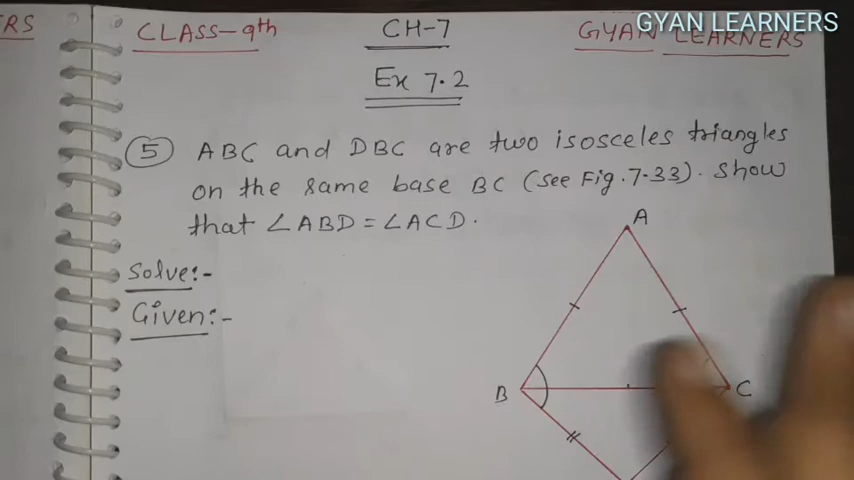 RS
CLASS-9th CH-7 GYAN LEARNERS
GYAN LEARNERS
Ex 7.2
5 ABC and DBC are two isosceles triangles
on the same base BC (see Fig.7.33). Show
that ∠ABD = ∠ACD.
Solve:-
Given:-
A
B
C